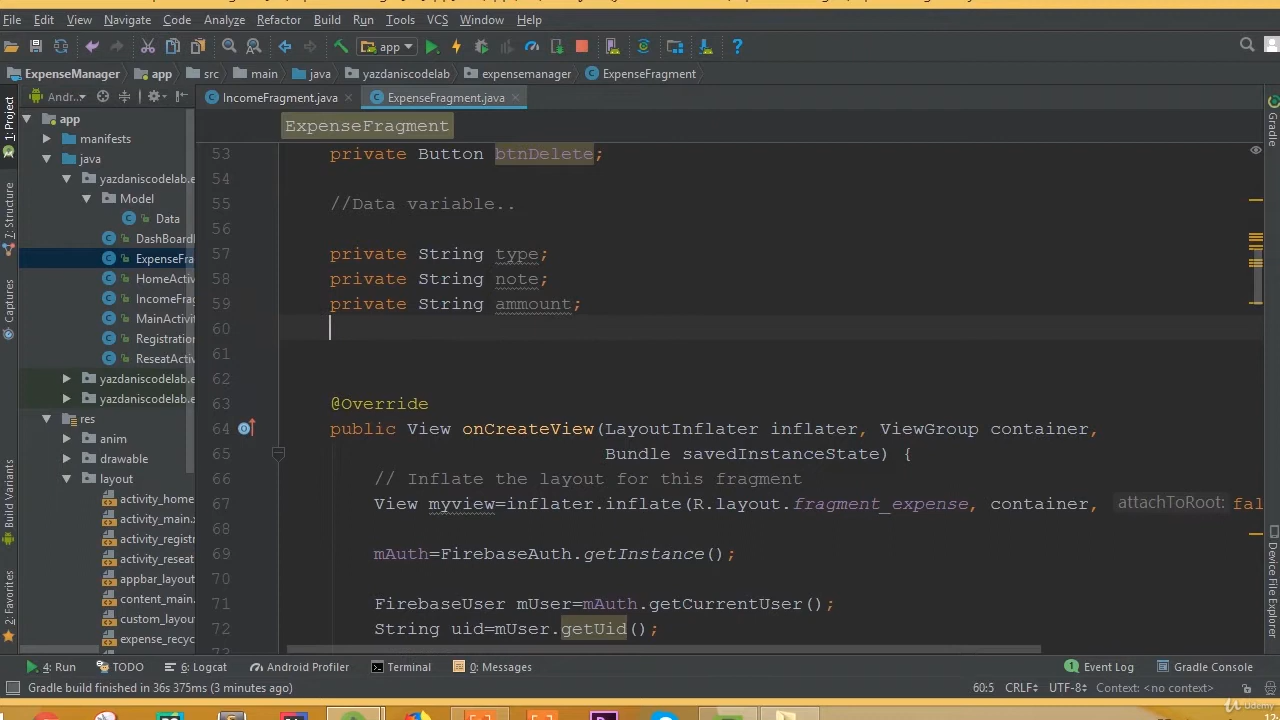 File Edit View Navigate Code Analyze Refactor Build Run Tools VCS Window Help
app
ExpenseManager app src main java yazdaniscodelab expensemanager ExpenseFragment
Andr.. IncomeFragment.java ExpenseFragment.java
ExpenseFragment
1: Project
7: Structure
Captures
Build Variants
2: Favorites
app
manifests
java
yazdaniscodelab.e
Model
Data
DashBoardF
ExpenseFra
HomeActiv
IncomeFrag
MainActivit
Registration
ReseatActiv
yazdaniscodelab.e
yazdaniscodelab.e
res
anim
drawable
layout
activity_home
activity_main.x
activity_registr
activity_reseat
appbar_layout
content_main.
custom_layou
expense_recyc
53 private Button btnDelete;
54
55 //Data variable..
56
57 private String type;
58 private String note;
59 private String ammount;
60
61
62
63 @Override
64 public View onCreateView(LayoutInflater inflater, ViewGroup container,
65 Bundle savedInstanceState) {
66 // Inflate the layout for this fragment
67 View myview=inflater.inflate(R.layout.fragment_expense, container, attachToRoot: fal
68
69 mAuth=FirebaseAuth.getInstance();
70
71 FirebaseUser mUser=mAuth.getCurrentUser();
72 String uid=mUser.getUid();
Gradle
Device File Explorer
4: Run TODO 6: Logcat Android Profiler Terminal 0: Messages Event Log Gradle Console
Gradle build finished in 36s 375ms (3 minutes ago) 60:5 CRLF UTF-8 Context: <no context>
Udemy